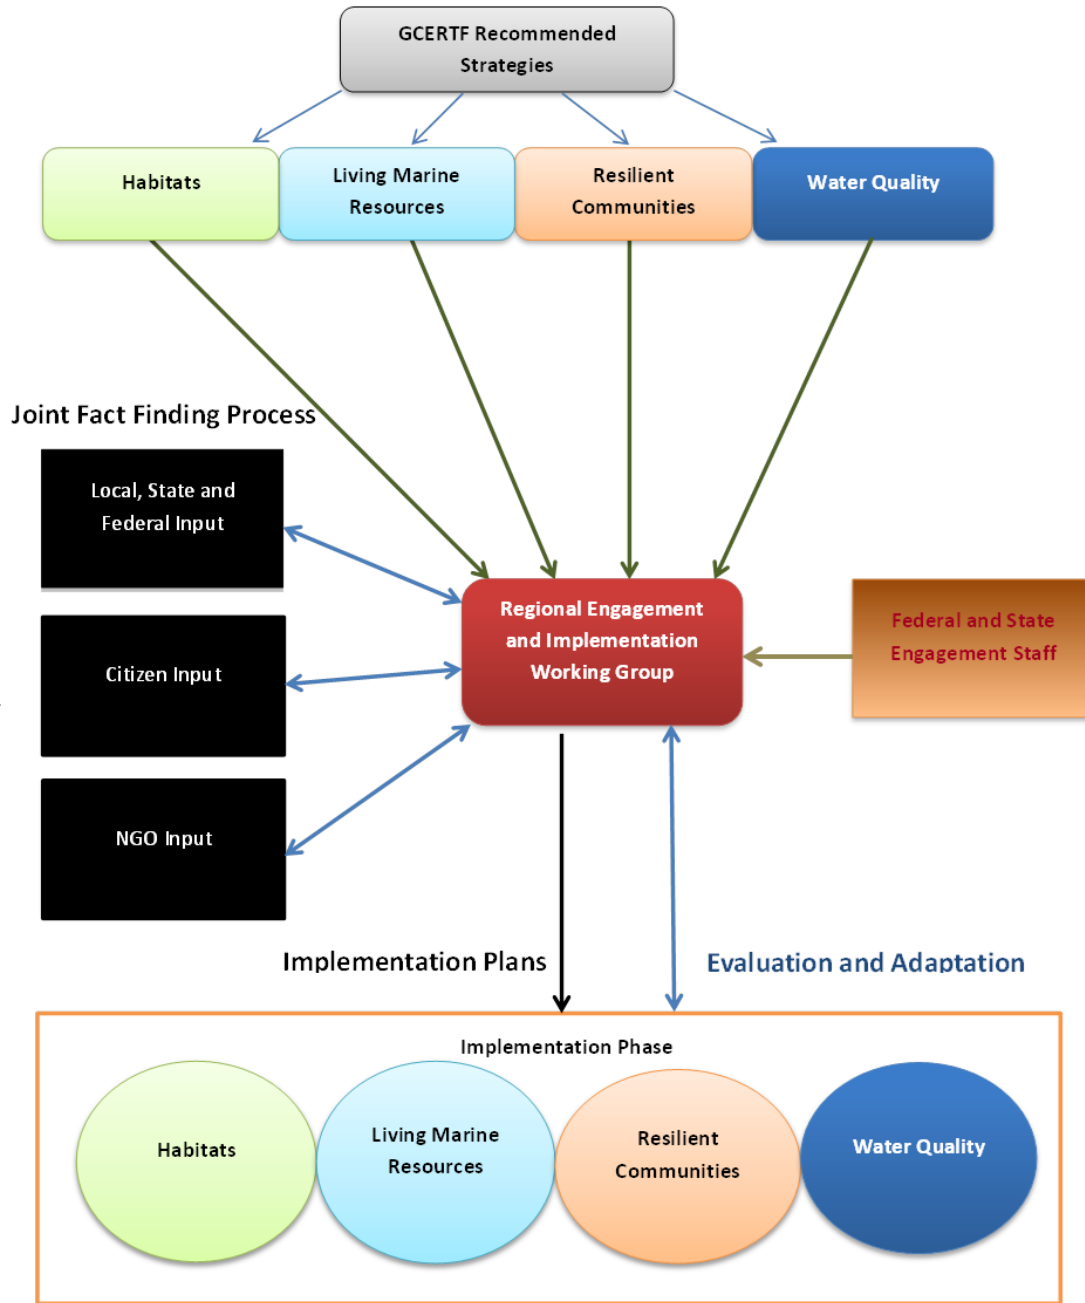 GCERTF Recommended
Strategies
Habitats
Living Marine
Resources
Resilient
Communities
Water Quality
Joint Fact Finding Process
Local, State and
Federal Input
Citizen Input
NGO Input
Regional Engagement
and Implementation
Working Group
Federal and State
Engagement Staff
Implementation Plans
Evaluation and Adaptation
Implementation Phase
Habitats
Living Marine
Resources
Resilient
Communities
Water Quality